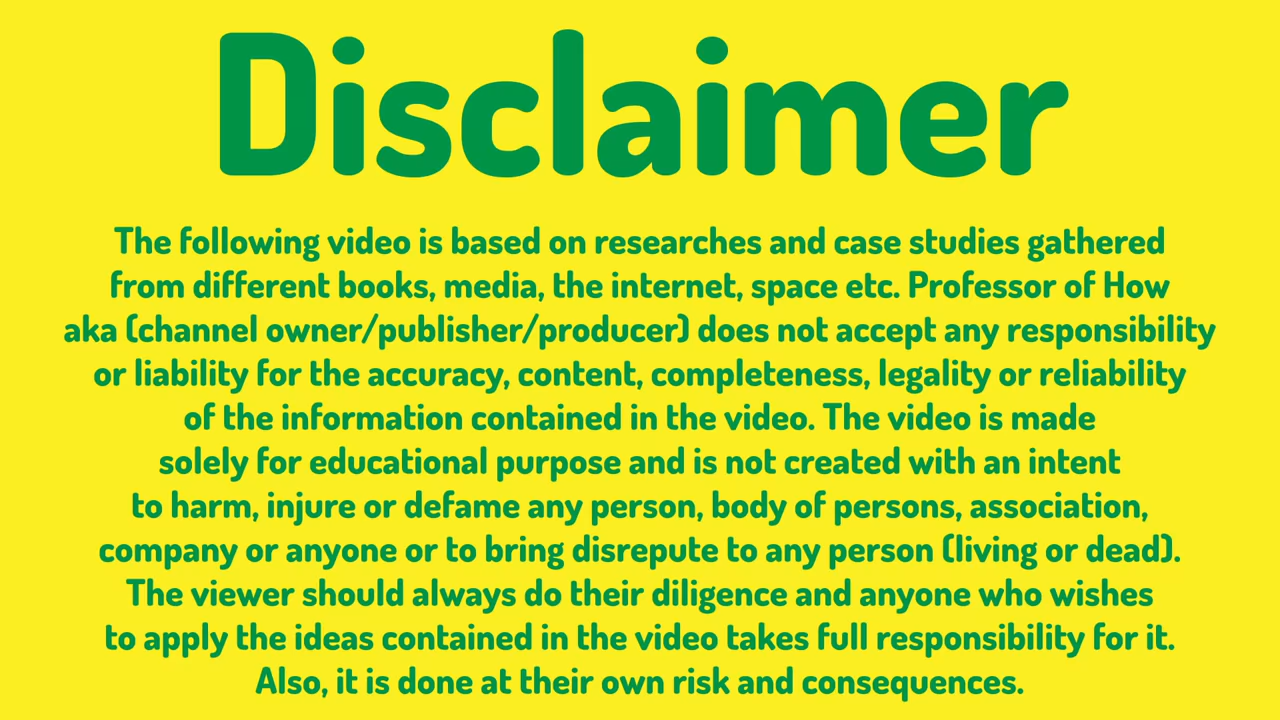 Disclaimer
The following video is based on researches and case studies gathered
from different books, media, the internet, space etc. Professor of How
aka (channel owner/publisher/producer) does not accept any responsibility
or liability for the accuracy, content, completeness, legality or reliability
of the information contained in the video. The video is made
solely for educational purpose and is not created with an intent
to harm, injure or defame any person, body of persons, association,
company or anyone or to bring disrepute to any person (living or dead).
The viewer should always do their diligence and anyone who wishes
to apply the ideas contained in the video takes full responsibility for it.
Also, it is done at their own risk and consequences.